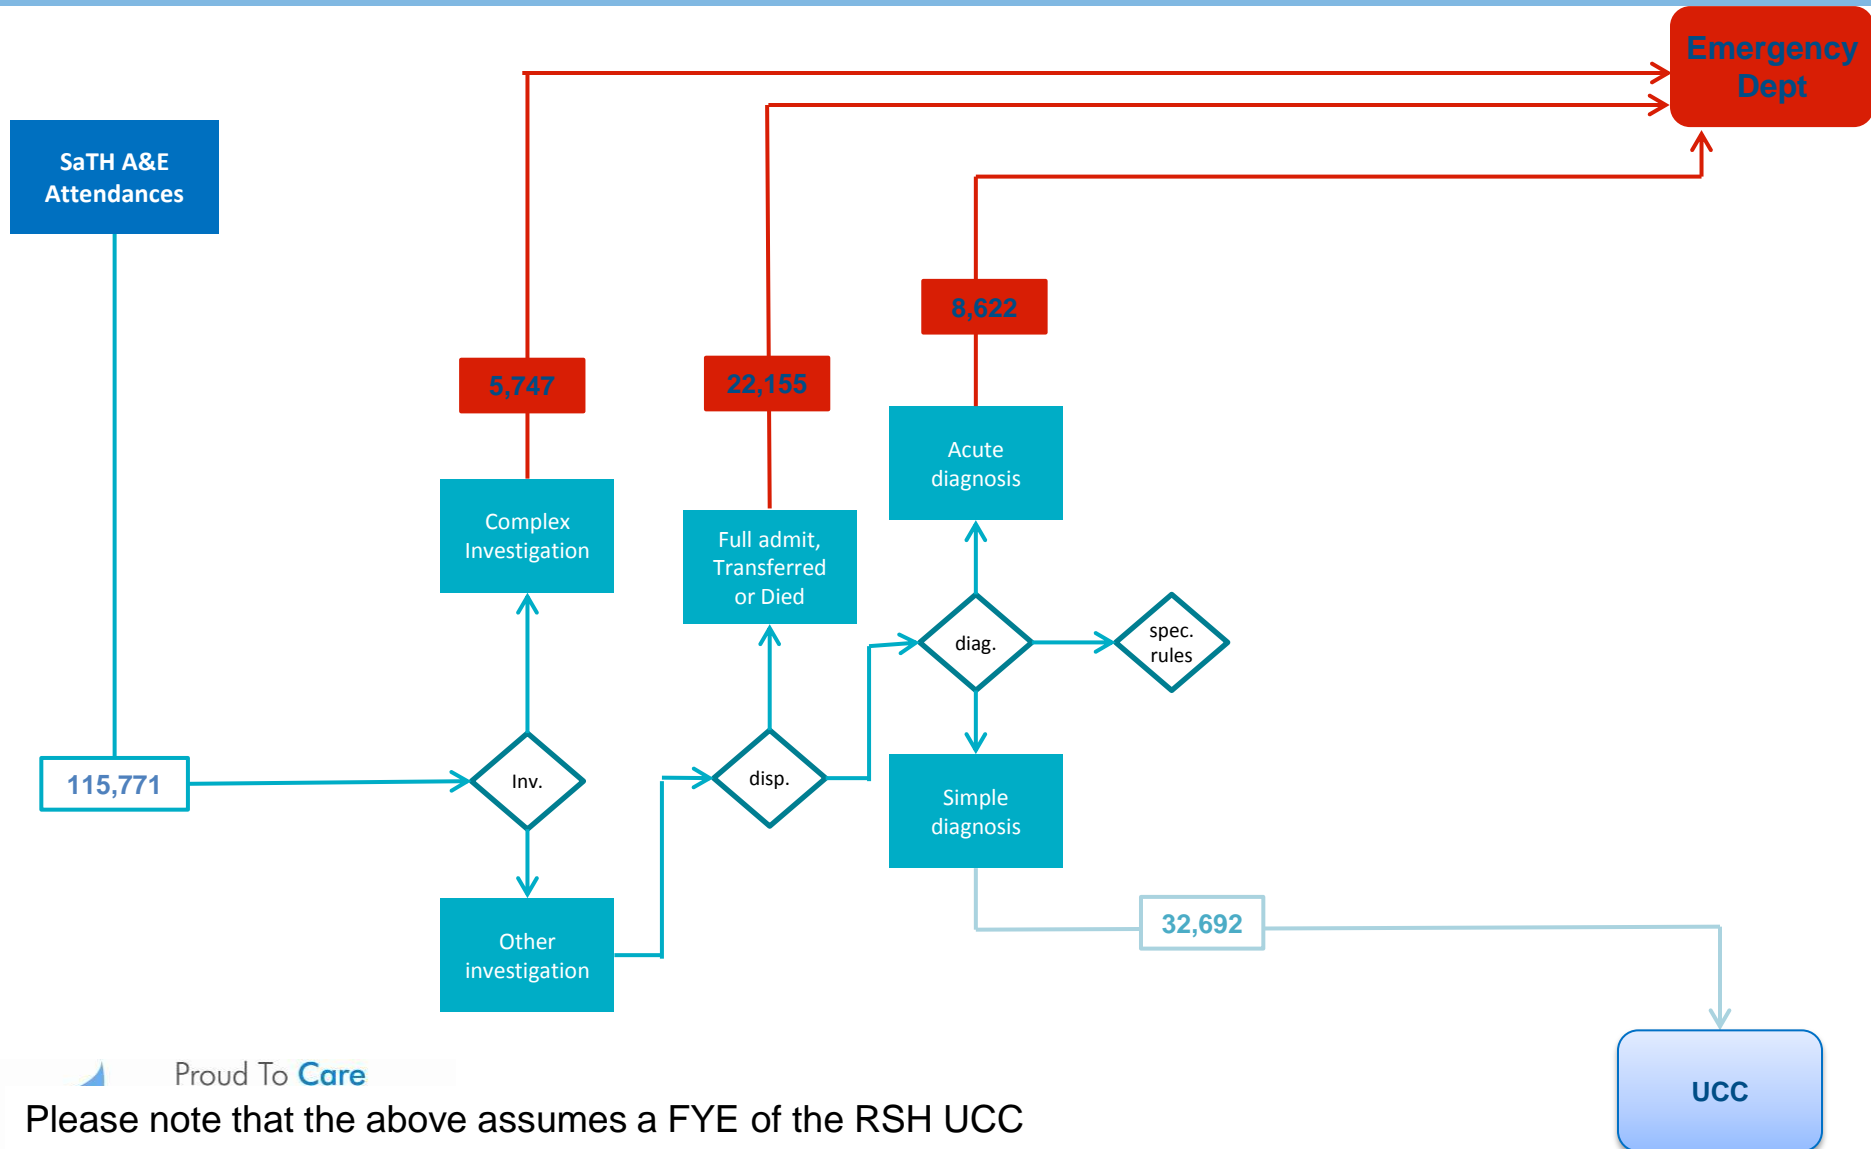 Emergency
Dept
SaTH A&E
Attendances
8,622
5,747
22,155
Acute
diagnosis
Complex
Investigation
Full admit,
Transferred
or Died
diag.
spec.
rules
115,771
Inv.
disp.
Simple
diagnosis
Other
investigation
32,692
Proud To Care
UCC
Please note that the above assumes a FYE of the RSH UCC